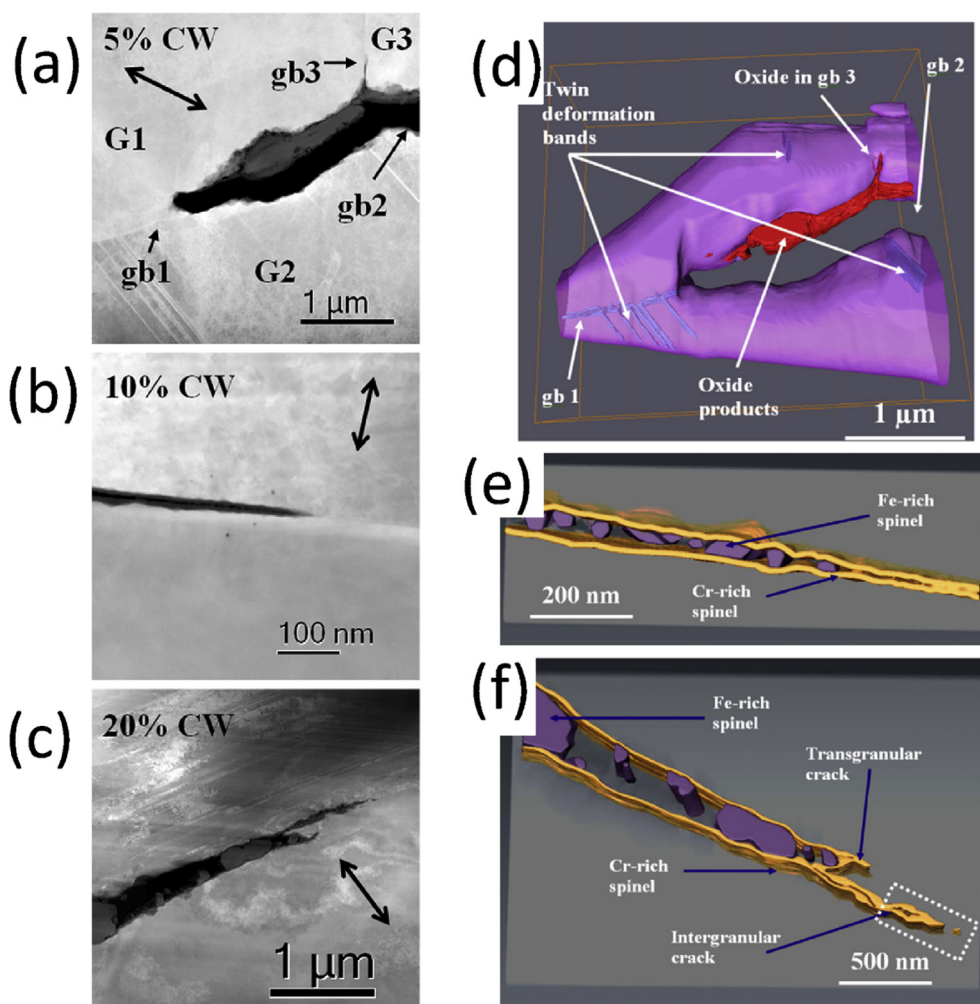 (a)
5% CW
G3
gb3
G1
gb2
gb1
G2
1 µm
(b)
10% CW
100 nm
(c)
20% CW
1 µm
(d)
Oxide in gb 3
gb 2
Twin
deformation
bands
gb 1
Oxide
products
1 µm
(e)
Fe-rich
spinel
Cr-rich
spinel
200 nm
(f)
Fe-rich
spinel
Transgranular
crack
Cr-rich
spinel
Intergranular
crack
500 nm